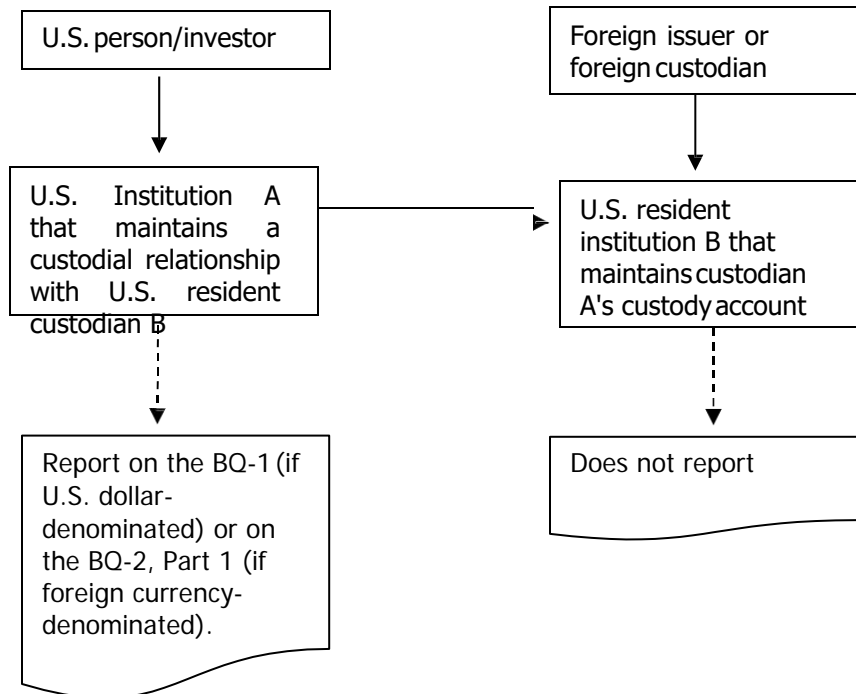 U.S. person/investor
Foreign issuer or
foreign custodian
U.S. Institution A
that maintains a
custodial relationship
with U.S. resident
custodian B
U.S. resident
institution B that
maintains custodian
A's custody account
Report on the BQ-1 (if
U.S. dollar-
denominated) or on
the BQ-2, Part 1 (if
foreign currency-
denominated).
Does not report